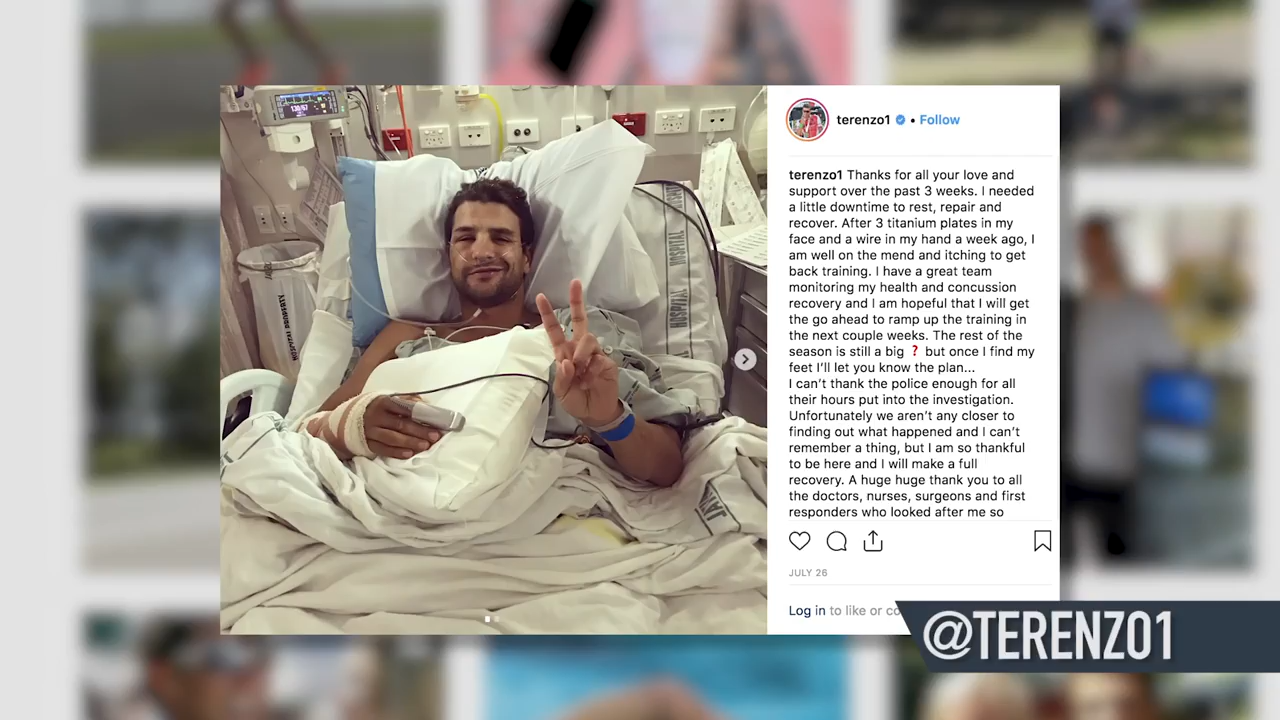 terenzo1 • Follow
terenzo1 Thanks for all your love and
support over the past 3 weeks. I needed
a little downtime to rest, repair and
recover. After 3 titanium plates in my
face and a wire in my hand a week ago, I
am well on the mend and itching to get
back training. I have a great team
monitoring my health and concussion
recovery and I am hopeful that I will get
the go ahead to ramp up the training in
the next couple weeks. The rest of the
season is still a big ❓ but once I find my
feet I’ll let you know the plan...
I can’t thank the police enough for all
their hours put into the investigation.
Unfortunately we aren’t any closer to
finding out what happened and I can’t
remember a thing, but I am so thankful
to be here and I will make a full
recovery. A huge huge thank you to all
the doctors, nurses, surgeons and first
responders who looked after me so
JULY 26
Log in to like or co
@TERENZO1
130/67
HOSPITAL
HOSPITAL
HOSPITAL PROPERTY